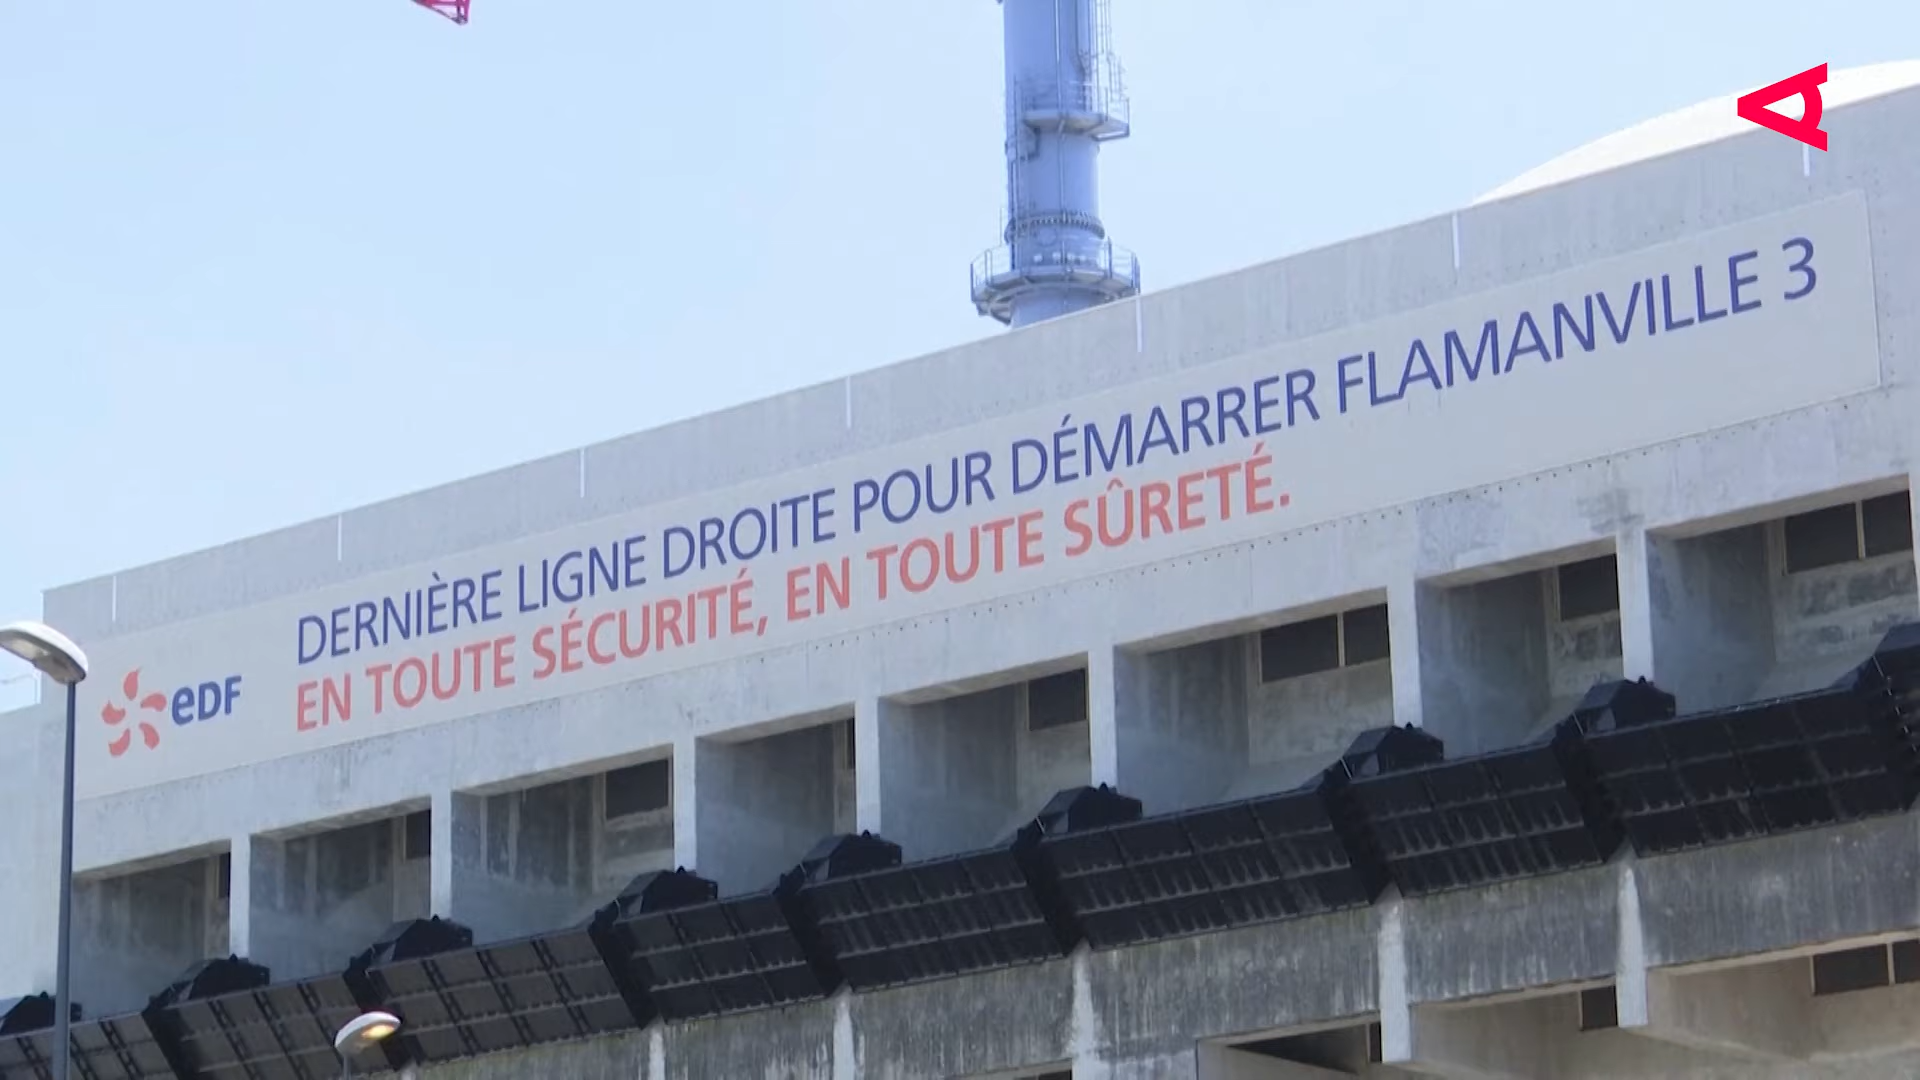 DERNIÈRE LIGNE DROITE POUR DÉMARRER FLAMANVILLE 3
EN TOUTE SÉCURITÉ, EN TOUTE SÛRETÉ.
eDF